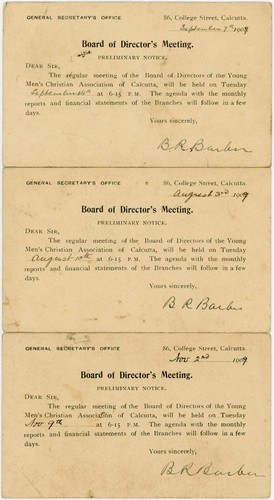 GENERAL SECRETARY'S OFFICE
86, College Street, Calcutta.
September 7th 1909
Board of Director's Meeting.
PRELIMINARY NOTICE.
DEAR SIR,
The regular meeting of the Board of Directors of the Young
Men's Christian Association of Calcutta, will be held on Tuesday
September 14th at 6-15 P.M. The agenda with the monthly
reports and financial statements of the Branches will follow in a few
days.
Yours sincerely,
B. R. Barber
GENERAL SECRETARY'S OFFICE
86, College Street, Calcutta.
August 3rd 1909
Board of Director's Meeting.
PRELIMINARY NOTICE.
DEAR SIR,
The regular meeting of the Board of Directors of the Young
Men's Christian Association of Calcutta, will be held on Tuesday
August 10th at 6-15 P.M. The agenda with the monthly
reports and financial statements of the Branches will follow in a few
days.
Yours sincerely,
B. R. Barber
GENERAL SECRETARY'S OFFICE
86, College Street, Calcutta.
Nov 2nd 1909
Board of Director's Meeting.
PRELIMINARY NOTICE.
DEAR SIR,
The regular meeting of the Board of Directors of the Young
Men's Christian Association of Calcutta, will be held on Tuesday
Nov 9th at 6-15 P.M. The agenda with the monthly
reports and financial statements of the Branches will follow in a few
days.
Yours sincerely,
B. R. Barber